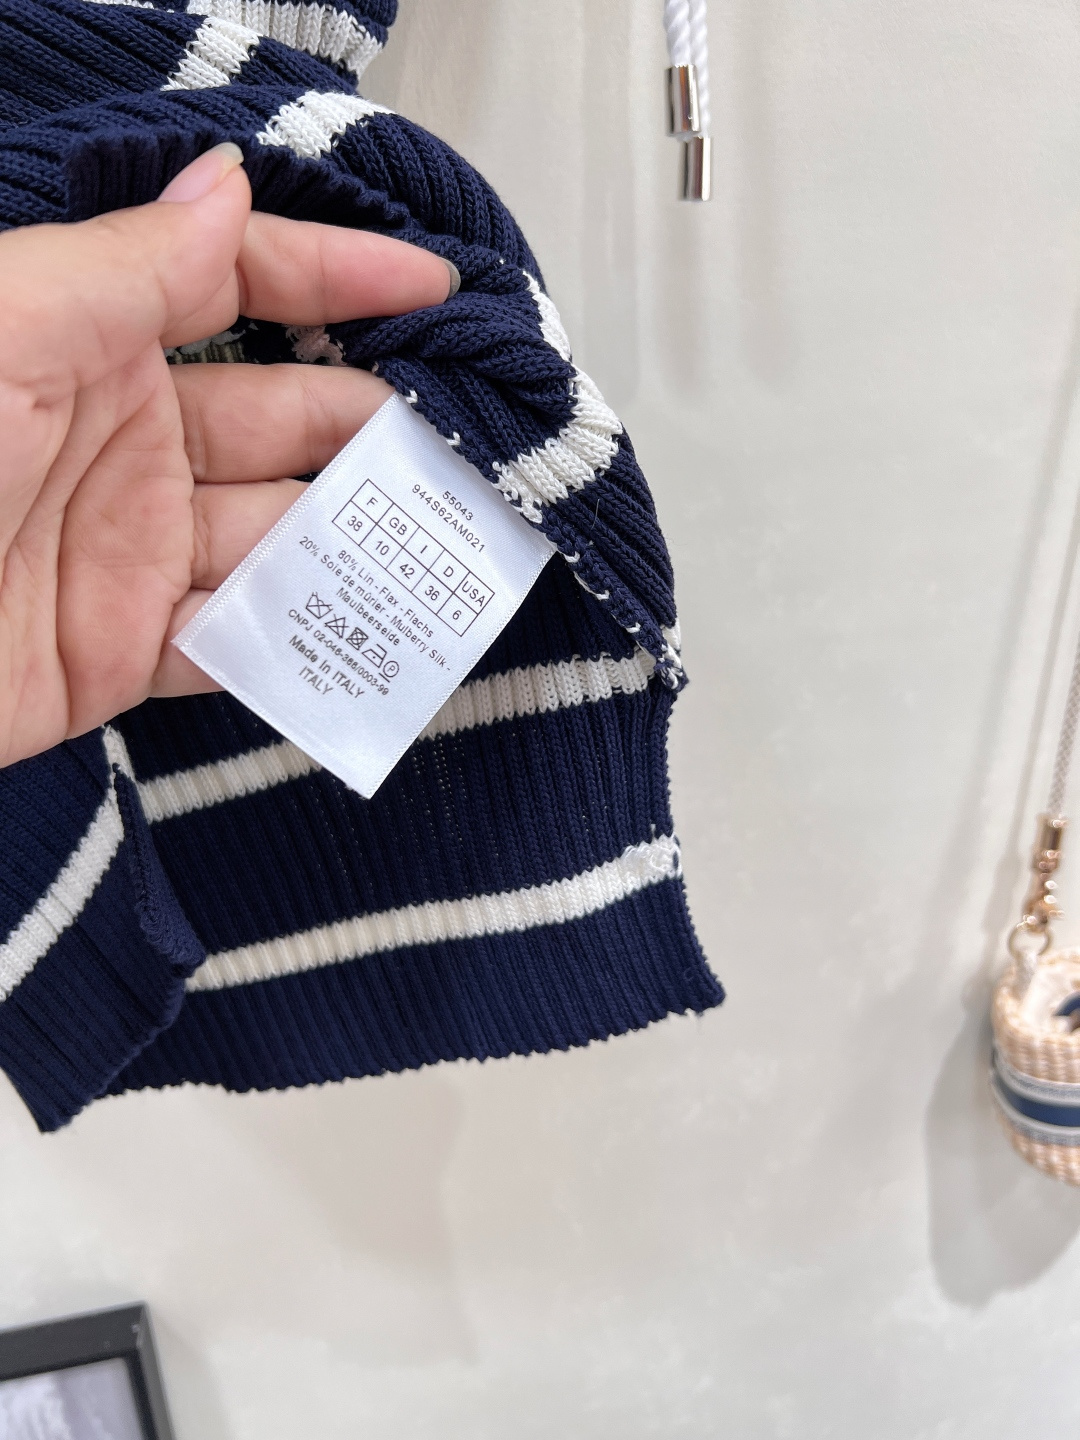 55043
944S62AM021
F GB I D USA
38 10 42 36 6
80% Lin - Flax - Flachs
20% Soie de mûrier - Mulberry Silk -
Maulbeerseide
P
CNPJ 02-046-386/0003-99
Made in ITALY
ITALY